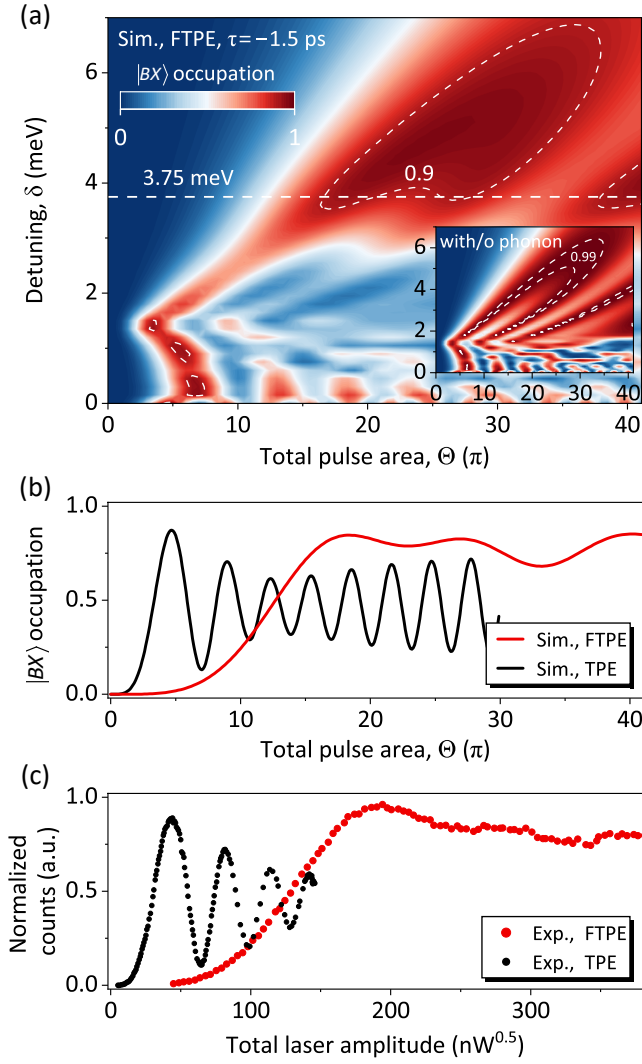 (a)
Sim., FTPE, τ=−1.5 ps
|BX⟩ occupation
0 1
3.75 meV
0.9
Detuning, δ (meV)
6
4
2
0
with/o phonon
0.99
6
4
2
0
0 10 20 30 40
0 10 20 30 40
Total pulse area, Θ (π)
(b)
|BX⟩ occupation
1.0
0.5
0.0
Sim., FTPE
Sim., TPE
0 10 20 30 40
Total pulse area, Θ (π)
(c)
Normalized
counts (a.u.)
1.0
0.5
0.0
Exp., FTPE
Exp., TPE
0 100 200 300
Total laser amplitude (nW^0.5)